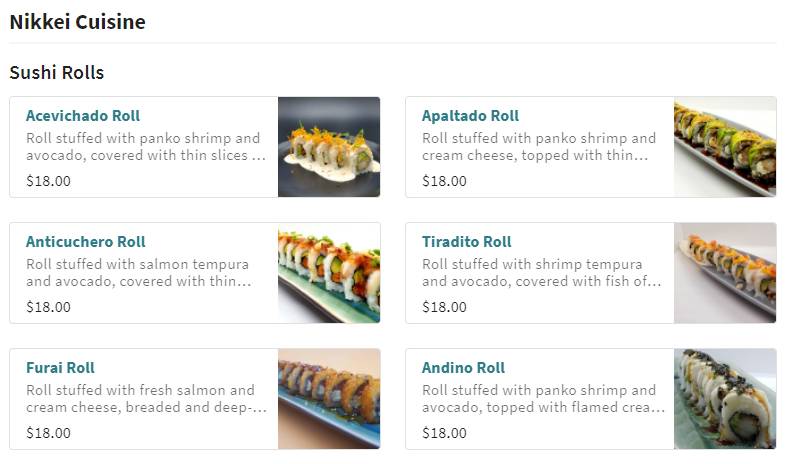 Nikkei Cuisine
Sushi Rolls
Acevichado Roll
Roll stuffed with panko shrimp and
avocado, covered with thin slices ...
$18.00
Apaltado Roll
Roll stuffed with panko shrimp and
cream cheese, topped with thin...
$18.00
Anticuchero Roll
Roll stuffed with salmon tempura
and avocado, covered with thin...
$18.00
Tiradito Roll
Roll stuffed with shrimp tempura
and avocado, covered with fish of...
$18.00
Furai Roll
Roll stuffed with fresh salmon and
cream cheese, breaded and deep-...
$18.00
Andino Roll
Roll stuffed with panko shrimp and
avocado, topped with flamed crea...
$18.00